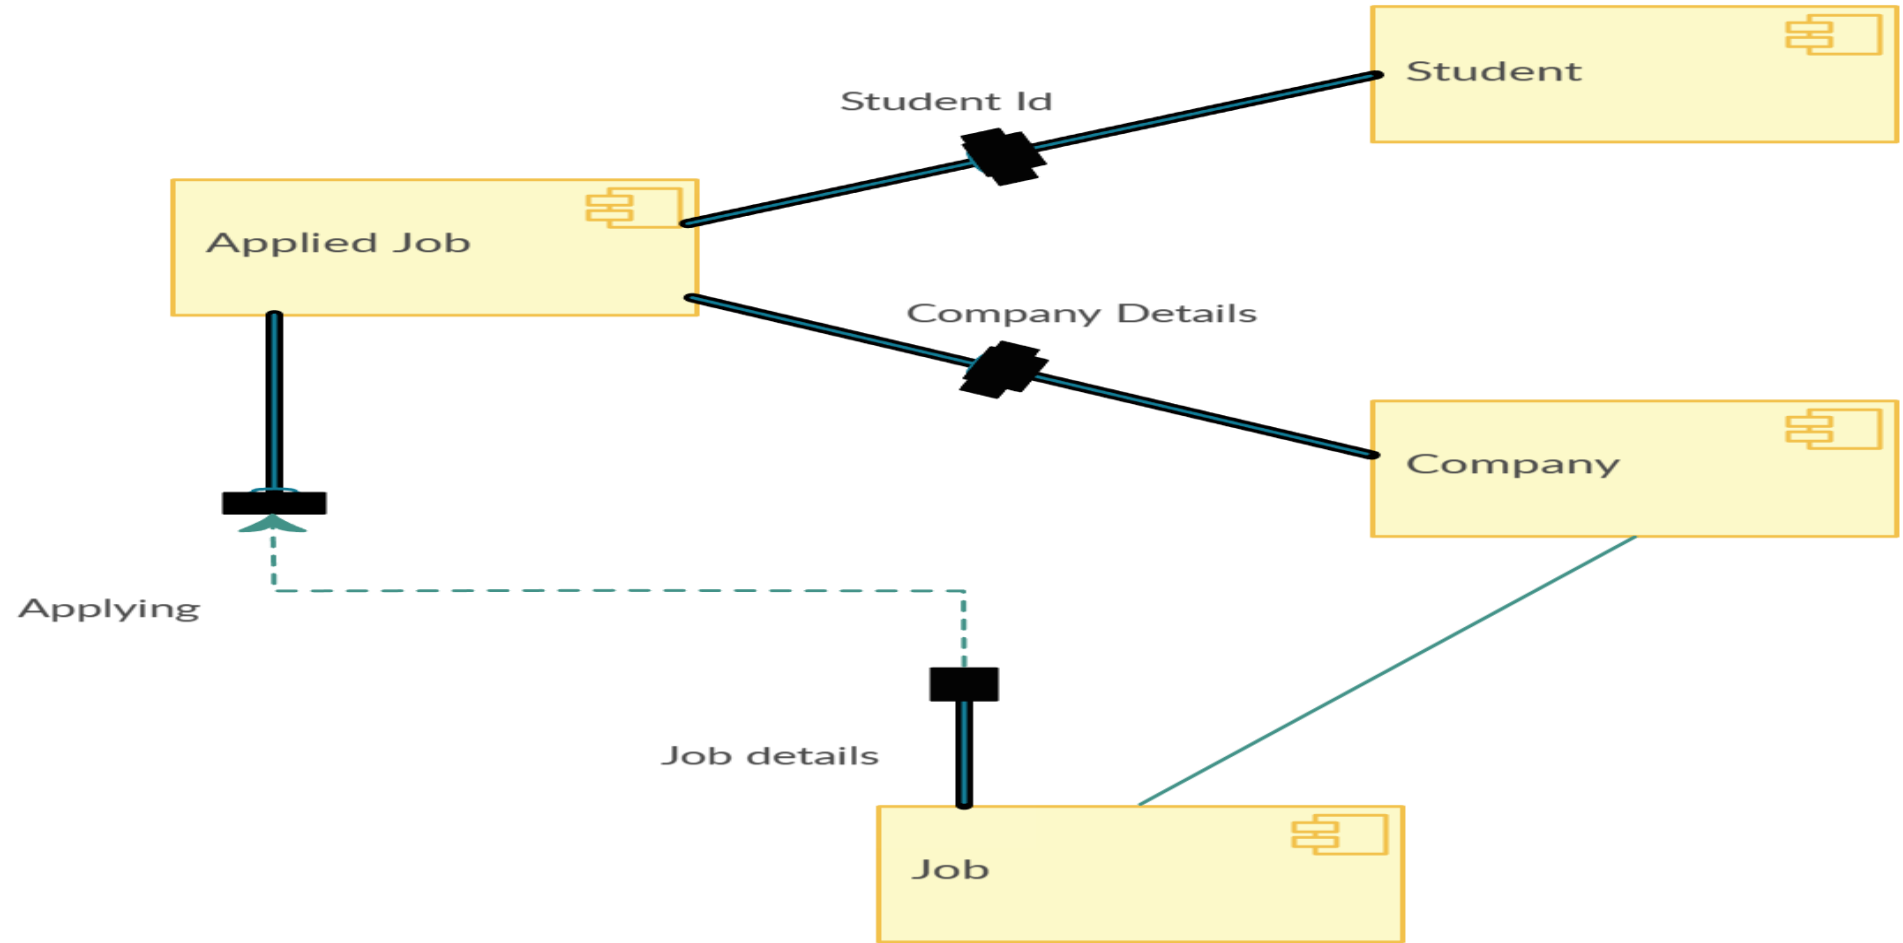 Student
Student Id
Applied Job
Company Details
Company
Applying
Job details
Job